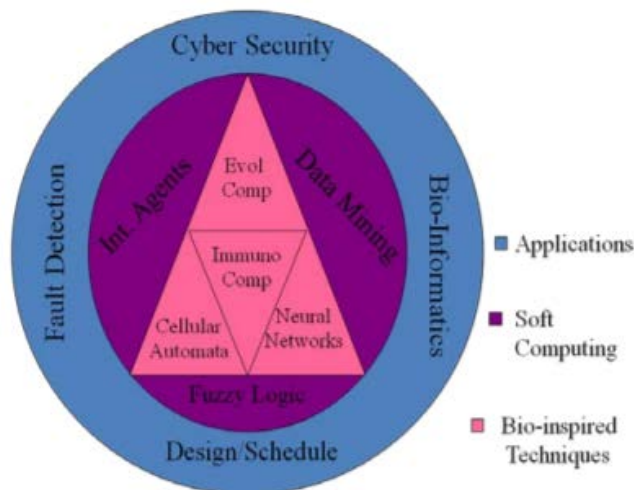 Cyber Security
Evol
Comp
Int. Agents
Data Mining
Fault Detection
Bio-Informatics
Immuno
Comp
Cellular
Automata
Neural
Networks
Fuzzy Logic
Design/Schedule
Applications
Soft
Computing
Bio-inspired
Techniques